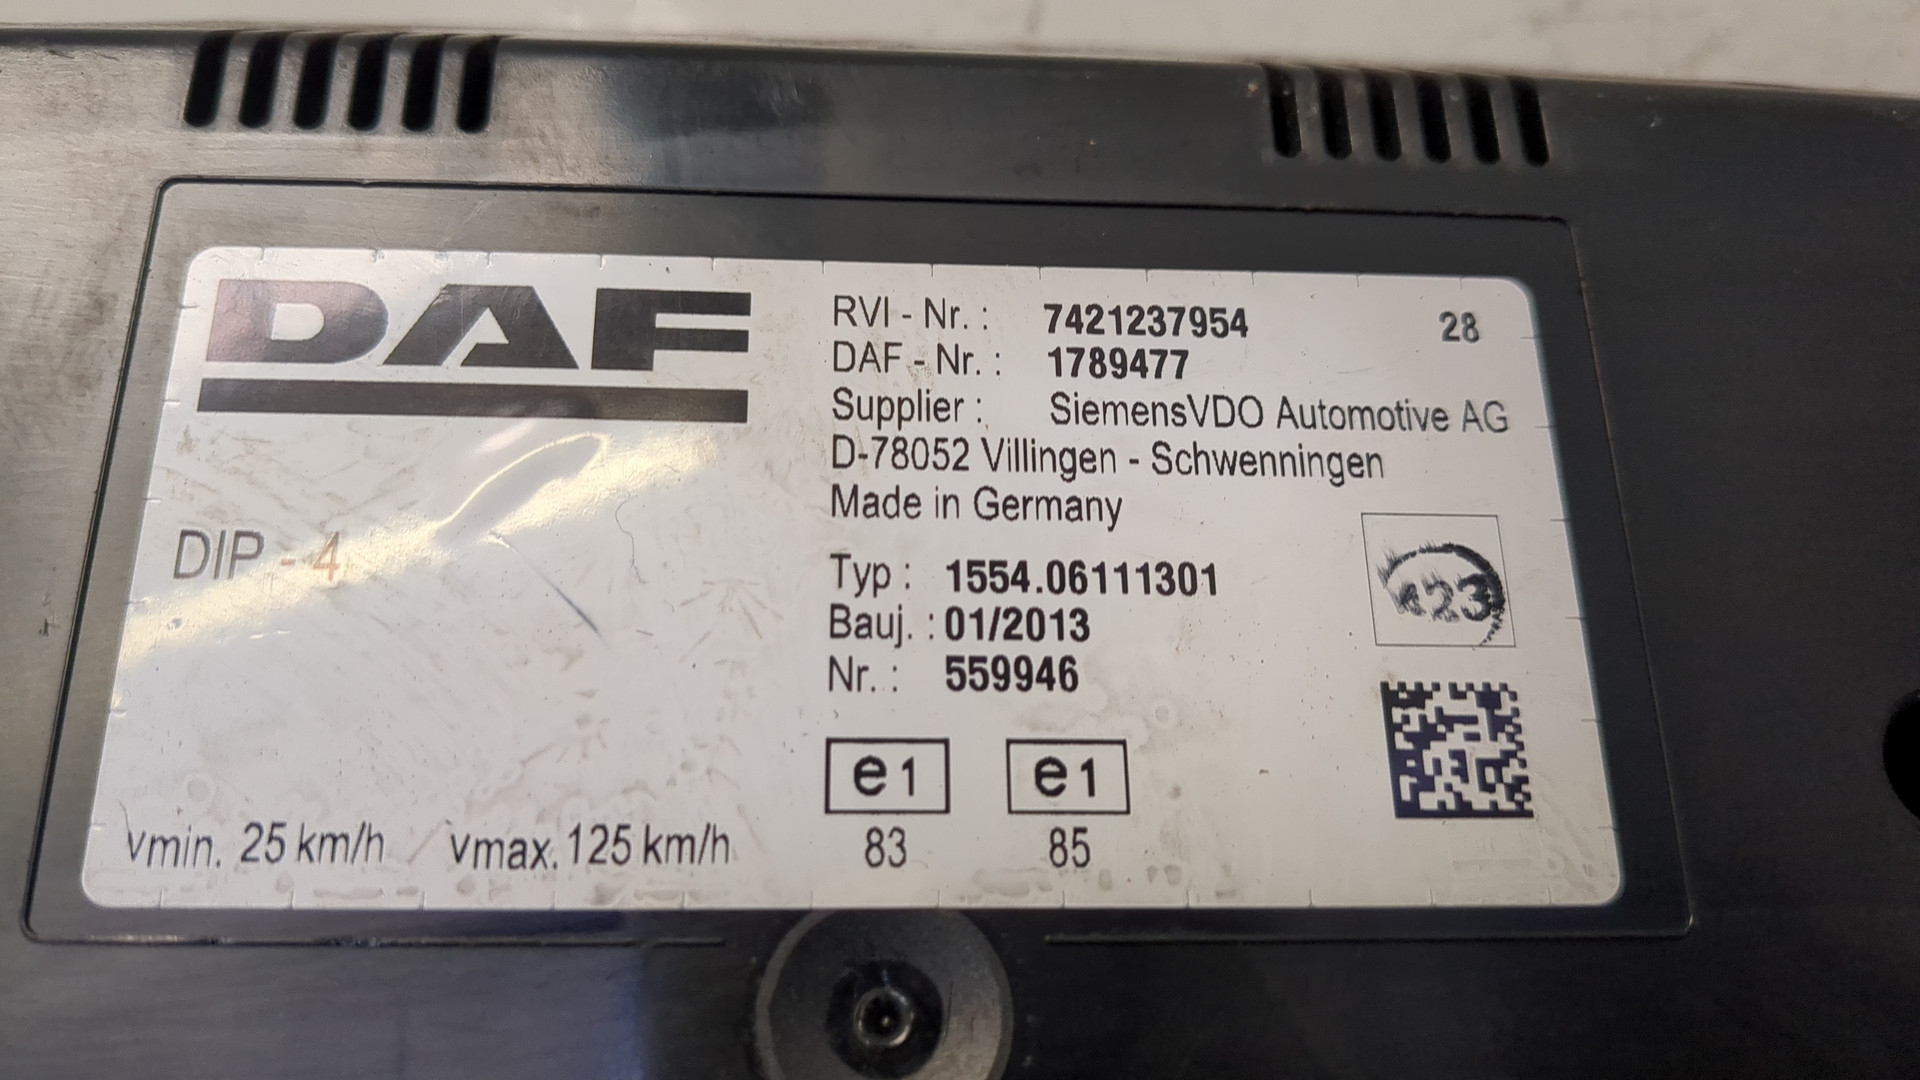 DAF
DIP - 4
vmin. 25 km/h vmax. 125 km/h
RVI - Nr. : 7421237954 28
DAF - Nr. : 1789477
Supplier : SiemensVDO Automotive AG
D-78052 Villingen - Schwenningen
Made in Germany
Typ : 1554.06111301
Bauj. : 01/2013
Nr. : 559946
e1 e1
83 85